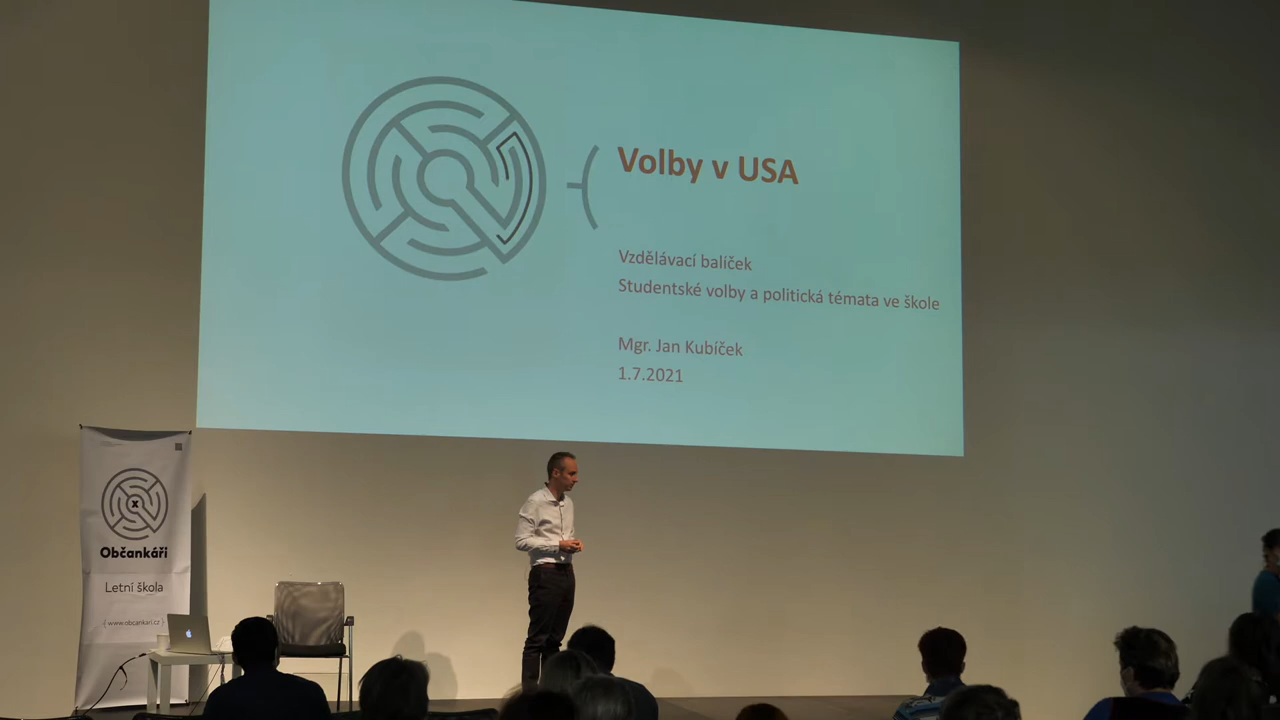 Volby v USA
Vzdělávací balíček
Studentské volby a politická témata ve škole
Mgr. Jan Kubíček
1.7.2021
x
Občankáři
Letní škola
www.obcankari.cz